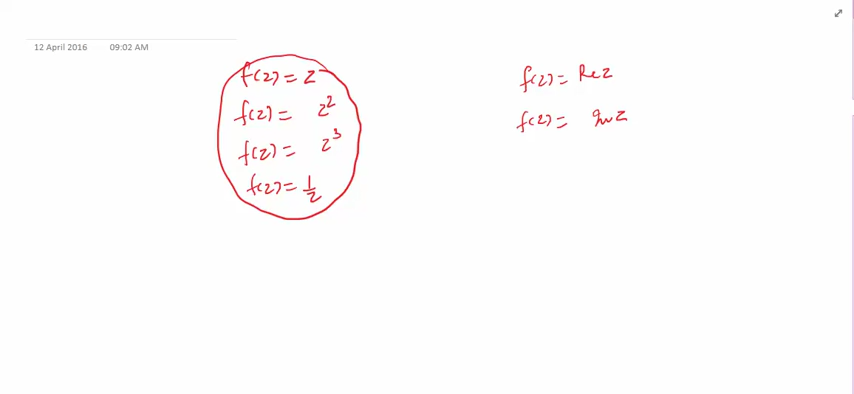 12 April 2016 09:02 AM
f(z) = z
f(z) = z²
f(z) = z³
f(z) = 1/z
f(z) = Re z
f(z) = Im z